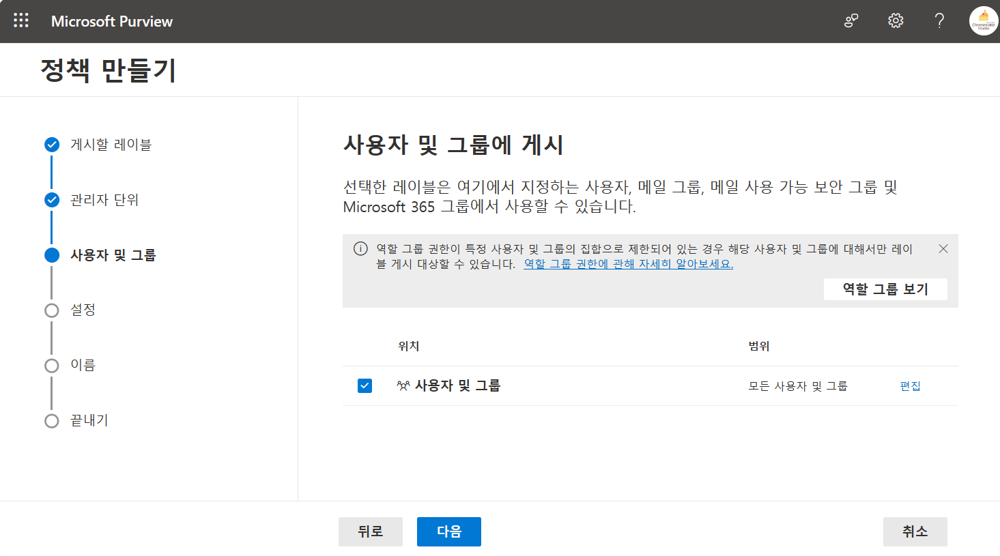 Microsoft Purview
Cheesecake
Studio
정책 만들기
게시할 레이블
관리자 단위
사용자 및 그룹
설정
이름
끝내기
사용자 및 그룹에 게시
선택한 레이블은 여기에서 지정하는 사용자, 메일 그룹, 메일 사용 가능 보안 그룹 및
Microsoft 365 그룹에서 사용할 수 있습니다.
역할 그룹 권한이 특정 사용자 및 그룹의 집합으로 제한되어 있는 경우 해당 사용자 및 그룹에 대해서만 레이
블 게시 대상할 수 있습니다. 역할 그룹 권한에 관해 자세히 알아보세요.
역할 그룹 보기
위치 범위
사용자 및 그룹 모든 사용자 및 그룹 편집
뒤로 다음 취소